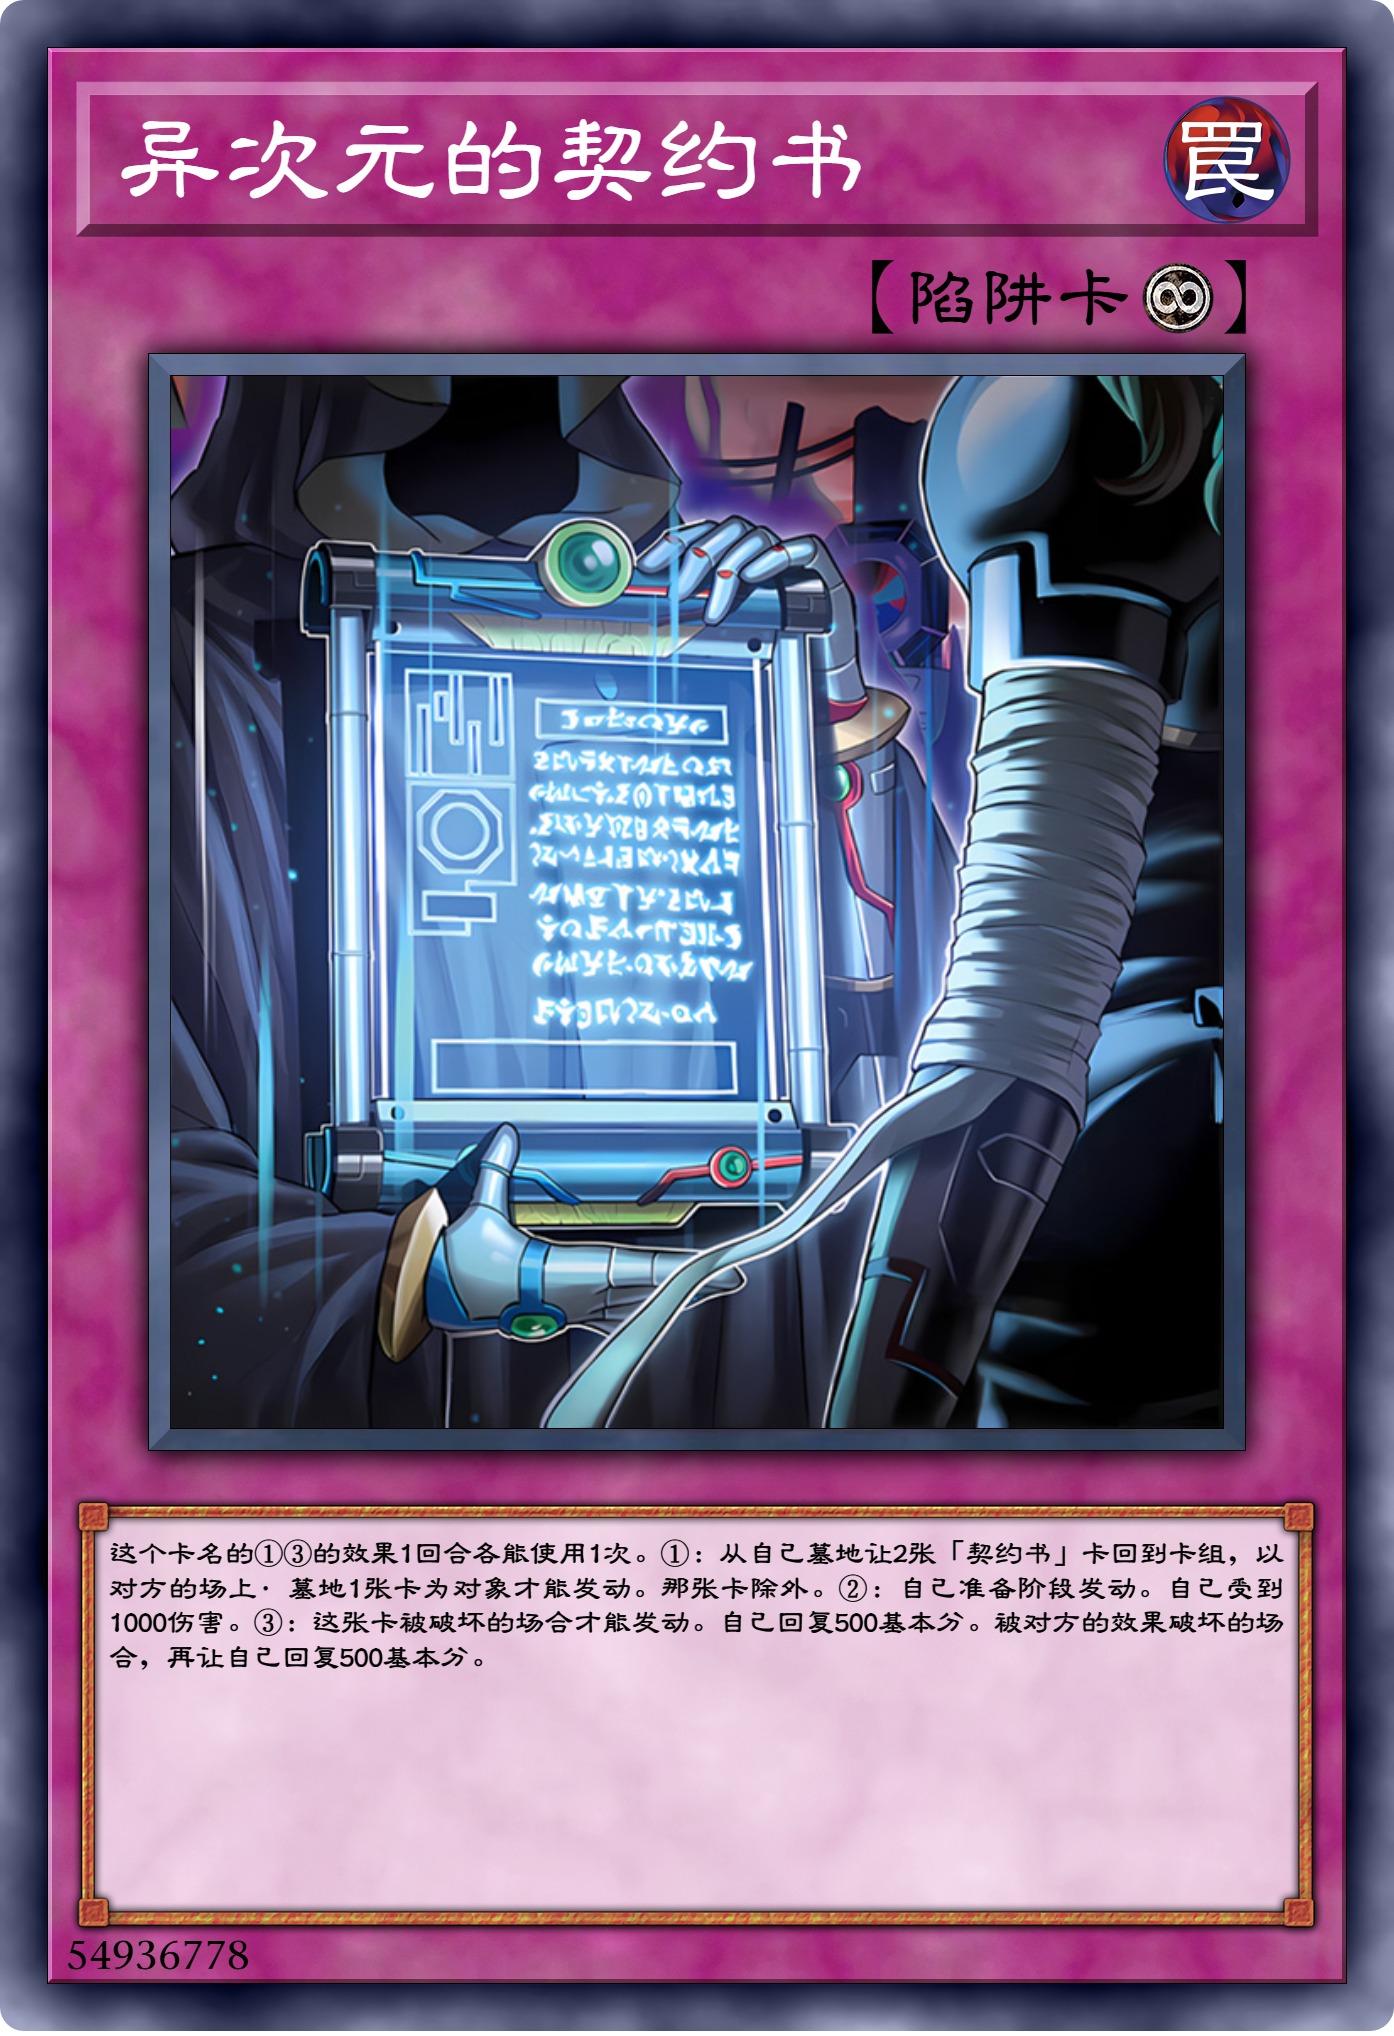 异次元的契约书
罠
【陷阱卡】
这个卡名的①③的效果1回合各能使用1次。①：从自己墓地让2张「契约书」卡回到卡组，以
对方的场上·墓地1张卡为对象才能发动。那张卡除外。②：自己准备阶段发动。自己受到
1000伤害。③：这张卡被破坏的场合才能发动。自己回复500基本分。被对方的效果破坏的场
合，再让自己回复500基本分。
54936778